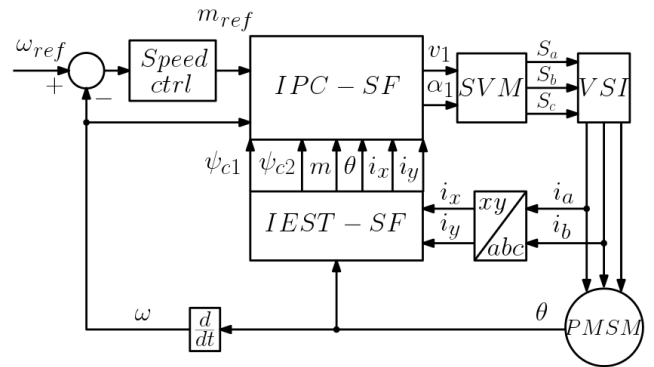 m_ref
ω_ref + − Speed ctrl IPC − SF v_1 α_1 SVM S_a S_b S_c VSI
ψ_c1 ψ_c2 m θ i_x i_y
IEST − SF i_x i_y xy abc i_a i_b
ω d/dt θ PMSM